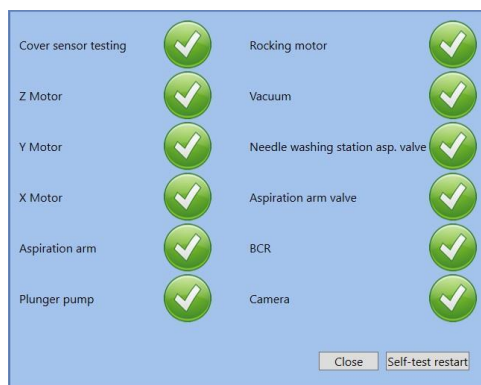 Cover sensor testing
Rocking motor
Z Motor
Vacuum
Y Motor
Needle washing station asp. valve
X Motor
Aspiration arm valve
Aspiration arm
BCR
Plunger pump
Camera
Close
Self-test restart